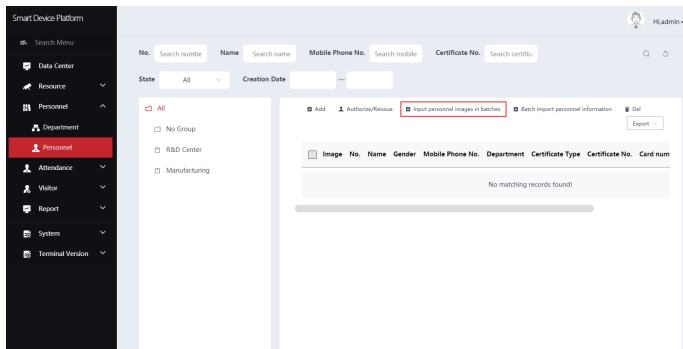 Smart Device Platform
Hi,admin
Search Menu
Data Center
Resource
Personnel
Department
Personnel
Attendance
Visitor
Report
System
Terminal Version
No. Search numbe Name Search name Mobile Phone No. Search mobile Certificate No. Search certific
State All Creation Date —
All
No Group
R&D Center
Manufacturing
Add Authorize/Reissue Input personnel images in batches Batch import personnel information Del
Export
Image No. Name Gender Mobile Phone No. Department Certificate Type Certificate No. Card num
No matching records found!